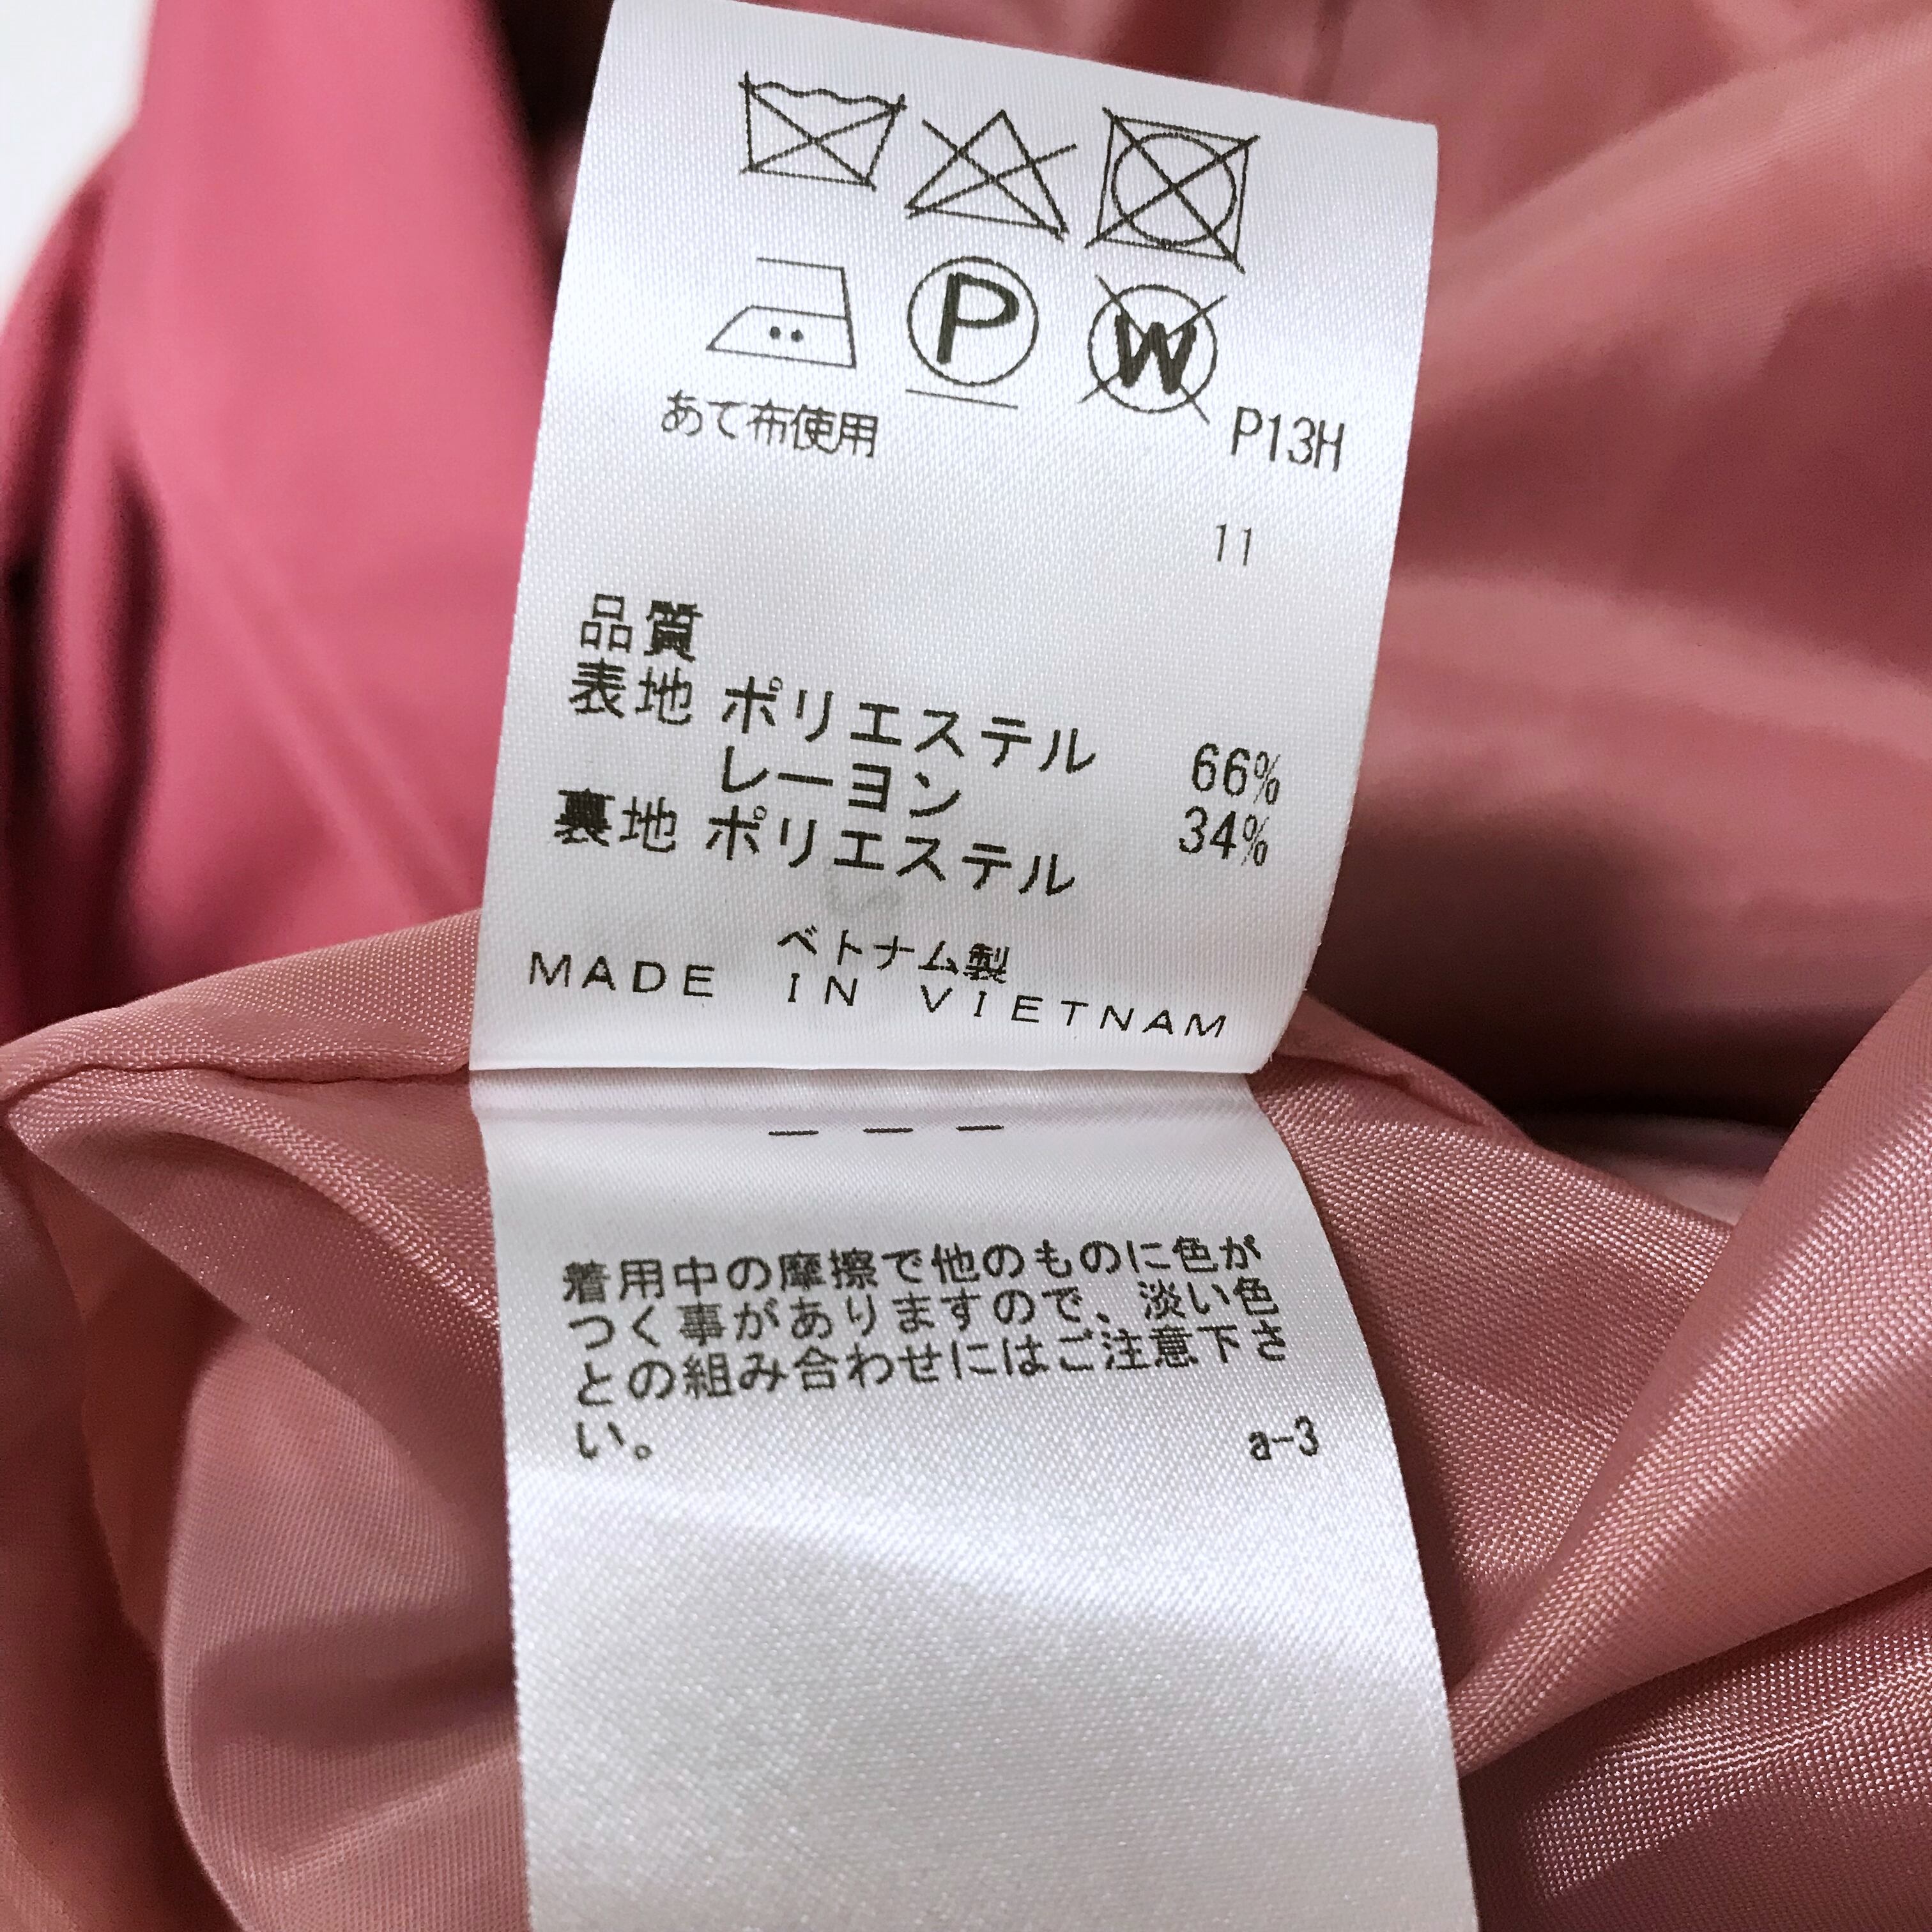 P
W
あて布使用
P13H
11
品質
表地 ポリエステル 66%
レーヨン 34%
裏地 ポリエステル
ベトナム製
MADE IN VIETNAM
着用中の摩擦で他のものに色が
つく事がありますので、淡い色
との組み合わせにはご注意下さ
い。
a-3